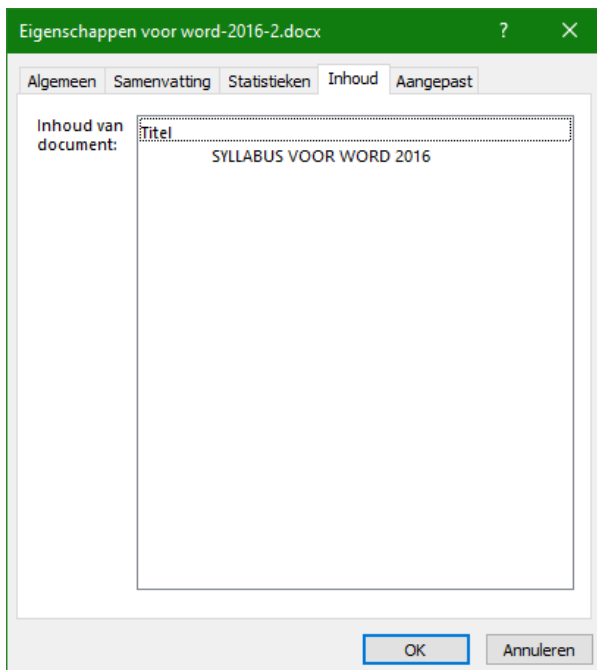 Eigenschappen voor word-2016-2.docx ? ×
Algemeen Samenvatting Statistieken Inhoud Aangepast
Inhoud van document:
Titel
SYLLABUS VOOR WORD 2016
OK Annuleren